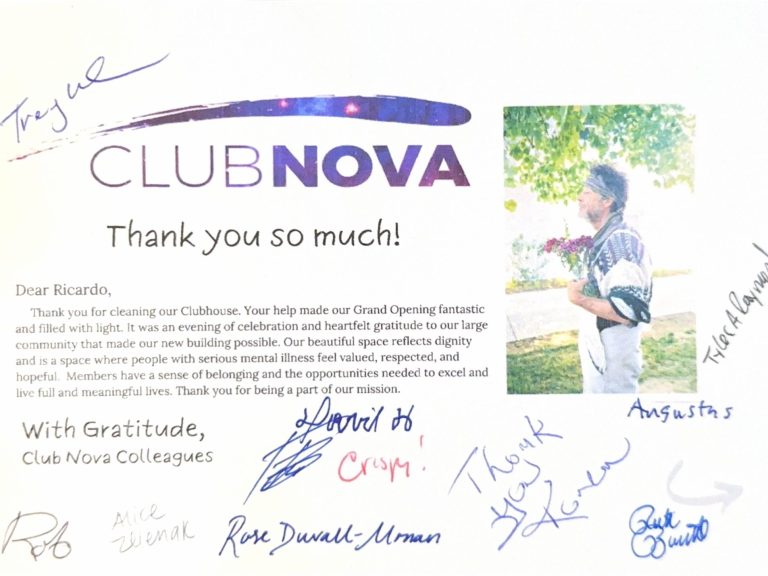 CLUBNOVA
Thank you so much!
Dear Ricardo,
Thank you for cleaning our Clubhouse. Your help made our Grand Opening fantastic
and filled with light. It was an evening of celebration and heartfelt gratitude to our large
community that made our new building possible. Our beautiful space reflects dignity
and is a space where people with serious mental illness feel valued, respected, and
hopeful. Members have a sense of belonging and the opportunities needed to excel and
live full and meaningful lives. Thank you for being a part of our mission.
With Gratitude,
Club Nova Colleagues
Tyler A
Augustus
Crispy!
Thank
you
Karen
Rob
Alice
Rose Duvall-